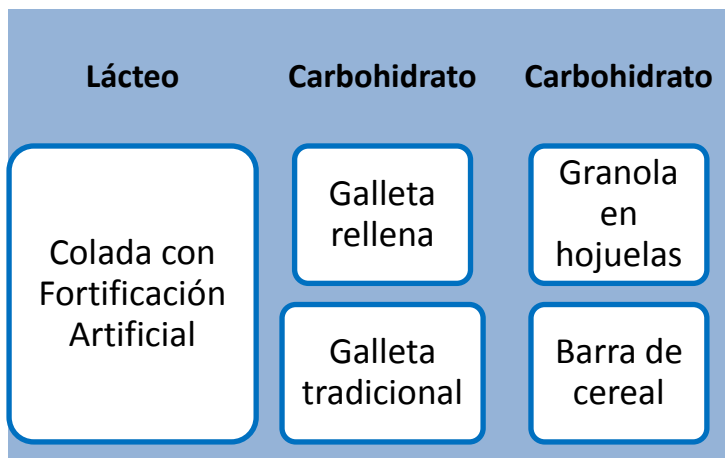 Lácteo
Carbohidrato
Carbohidrato
Colada con
Fortificación
Artificial
Galleta
rellena
Galleta
tradicional
Granola
en
hojuelas
Barra de
cereal